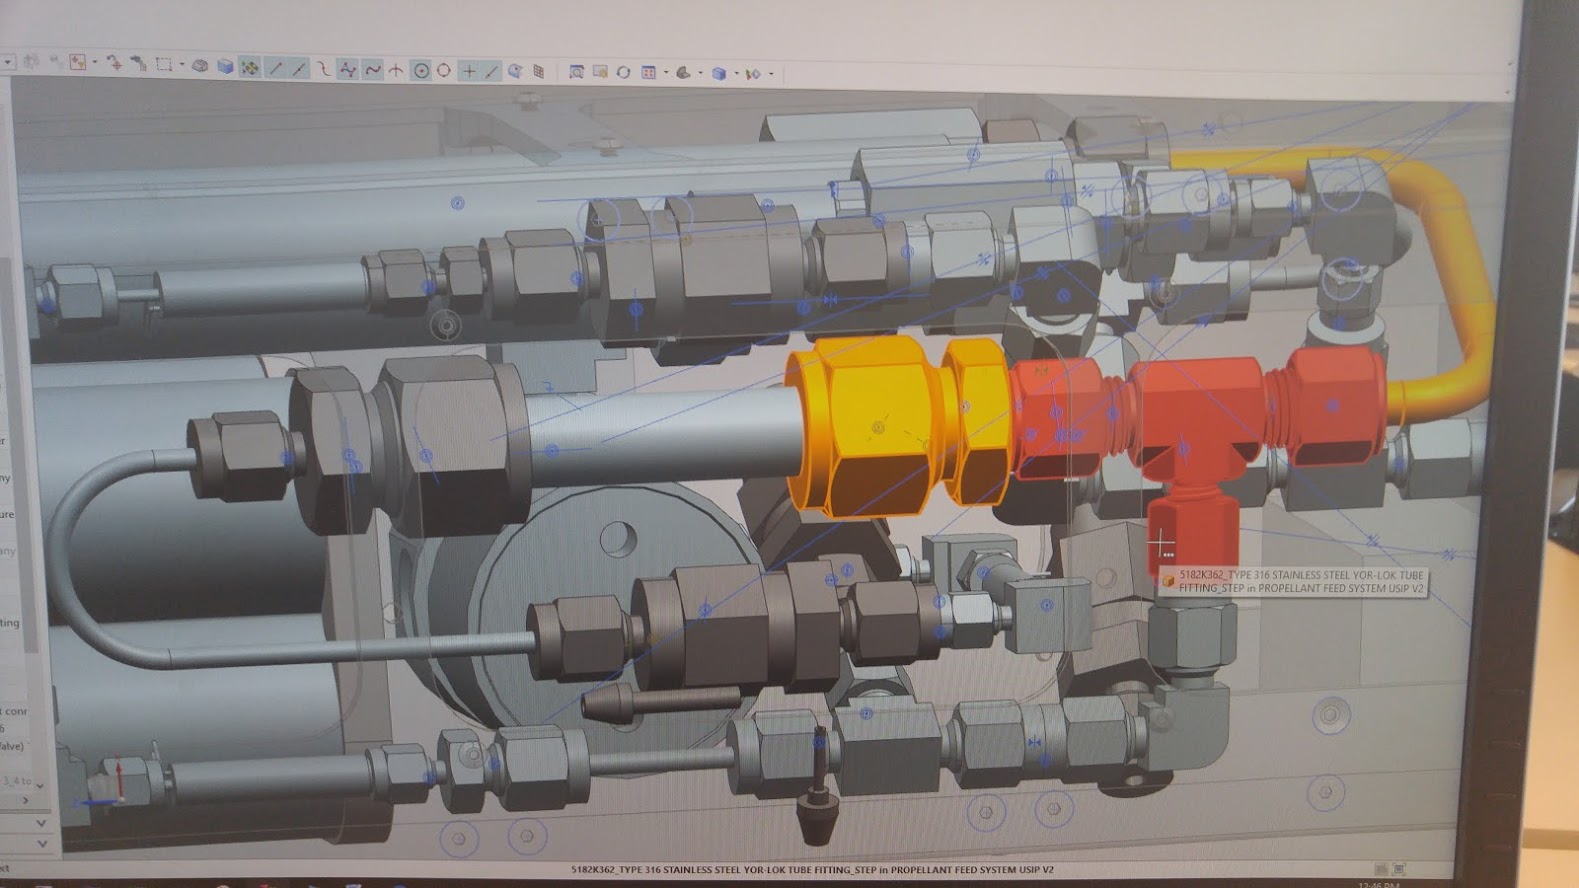 er
ny
ure
any
ting
t conr
6
alve)
3_4 to
ect
5182K362_TYPE 316 STAINLESS STEEL YOR-LOK TUBE
FITTING_STEP in PROPELLANT FEED SYSTEM USIP V2
5182K362_TYPE 316 STAINLESS STEEL YOR-LOK TUBE FITTING_STEP in PROPELLANT FEED SYSTEM USIP V2
12:46 PM